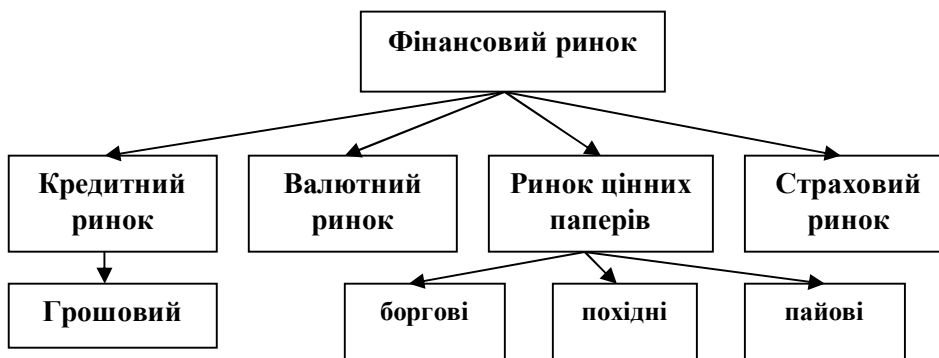 Фінансовий ринок
Кредитний
ринок
Валютний
ринок
Ринок цінних
паперів
Страховий
ринок
Грошовий
боргові
похідні
пайові